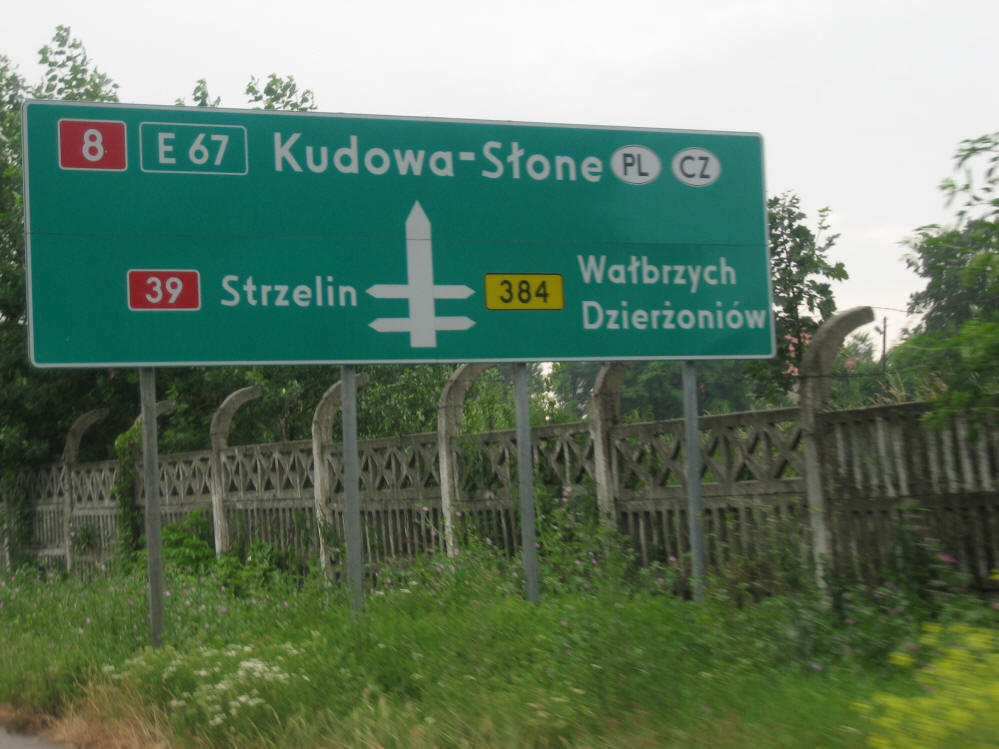 8 E 67 Kudowa-Słone PL CZ
39 Strzelin
384 Wałbrzych
Dzierżoniów